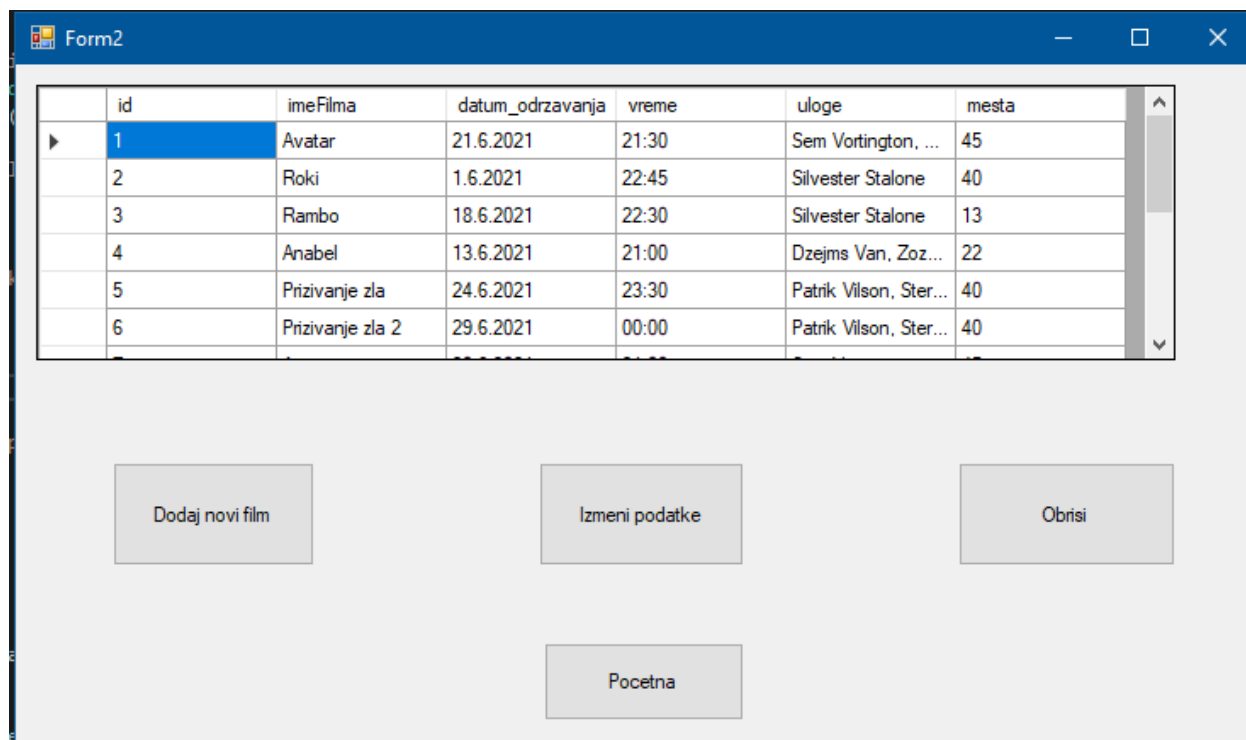 Form2
id imeFilma datum_odrzavanja vreme uloge mesta
1 Avatar 21.6.2021 21:30 Sem Vortington, ... 45
2 Roki 1.6.2021 22:45 Silvester Stalone 40
3 Rambo 18.6.2021 22:30 Silvester Stalone 13
4 Anabel 13.6.2021 21:00 Dzejms Van, Zoz... 22
5 Prizivanje zla 24.6.2021 23:30 Patrik Vilson, Ster... 40
6 Prizivanje zla 2 29.6.2021 00:00 Patrik Vilson, Ster... 40
Dodaj novi film Izmeni podatke Obrisi
Pocetna